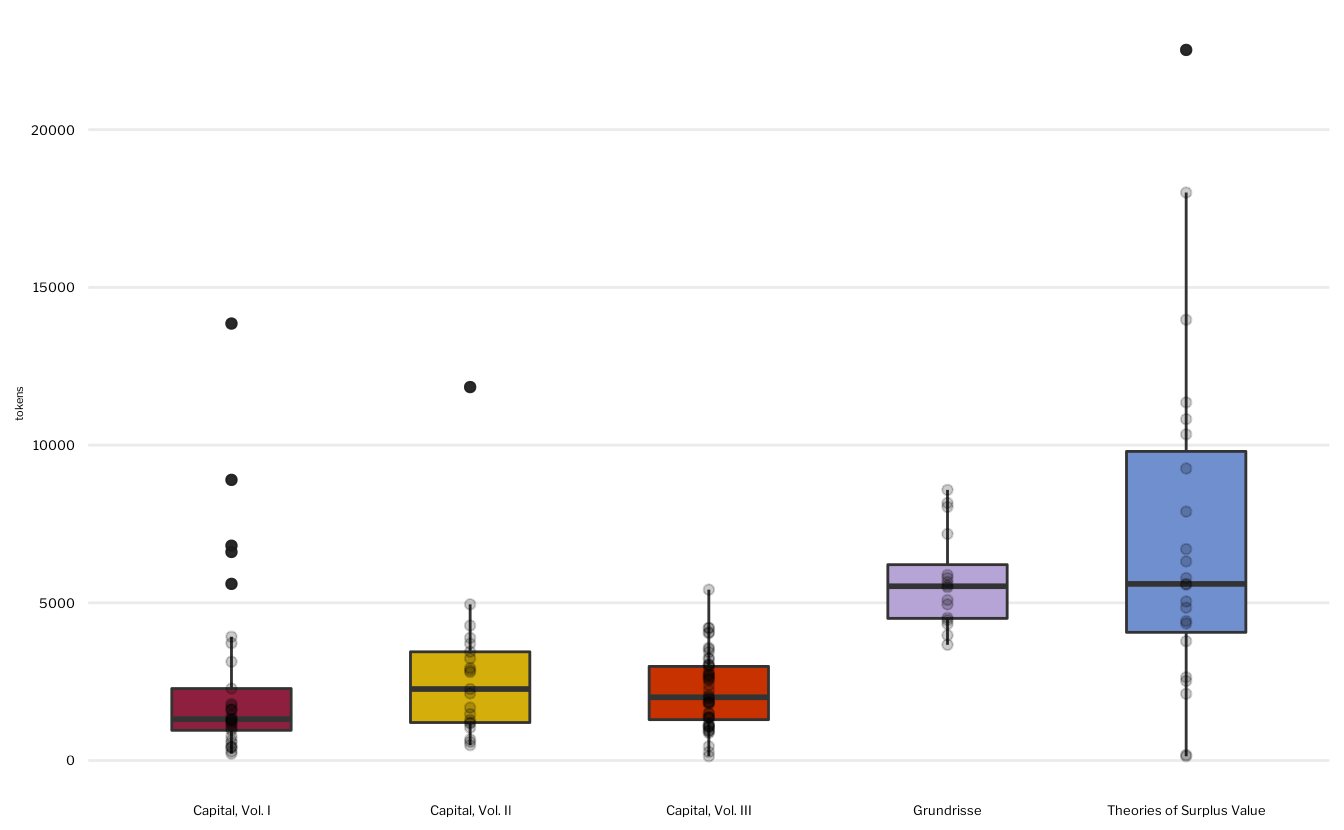 20000
15000
tokens
10000
5000
0
Capital, Vol. I
Capital, Vol. II
Capital, Vol. III
Grundrisse
Theories of Surplus Value